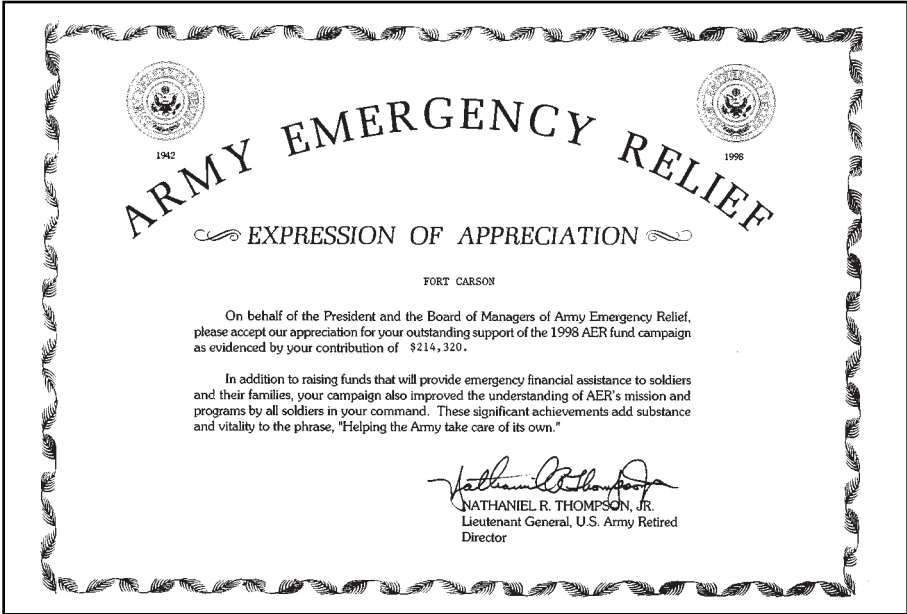 1942
1998
ARMY EMERGENCY RELIEF
EXPRESSION OF APPRECIATION
FORT CARSON
On behalf of the President and the Board of Managers of Army Emergency Relief,
please accept our appreciation for your outstanding support of the 1998 AER fund campaign
as evidenced by your contribution of $214,320.
In addition to raising funds that will provide emergency financial assistance to soldiers
and their families, your campaign also improved the understanding of AER's mission and
programs by all soldiers in your command. These significant achievements add substance
and vitality to the phrase, "Helping the Army take care of its own."
NATHANIEL R. THOMPSON, JR.
Lieutenant General, U.S. Army Retired
Director